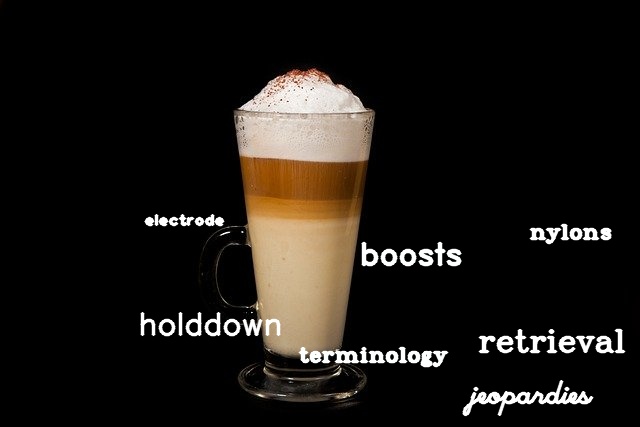 electrode
nylons
boosts
holddown
retrieval
terminology
jeopardies